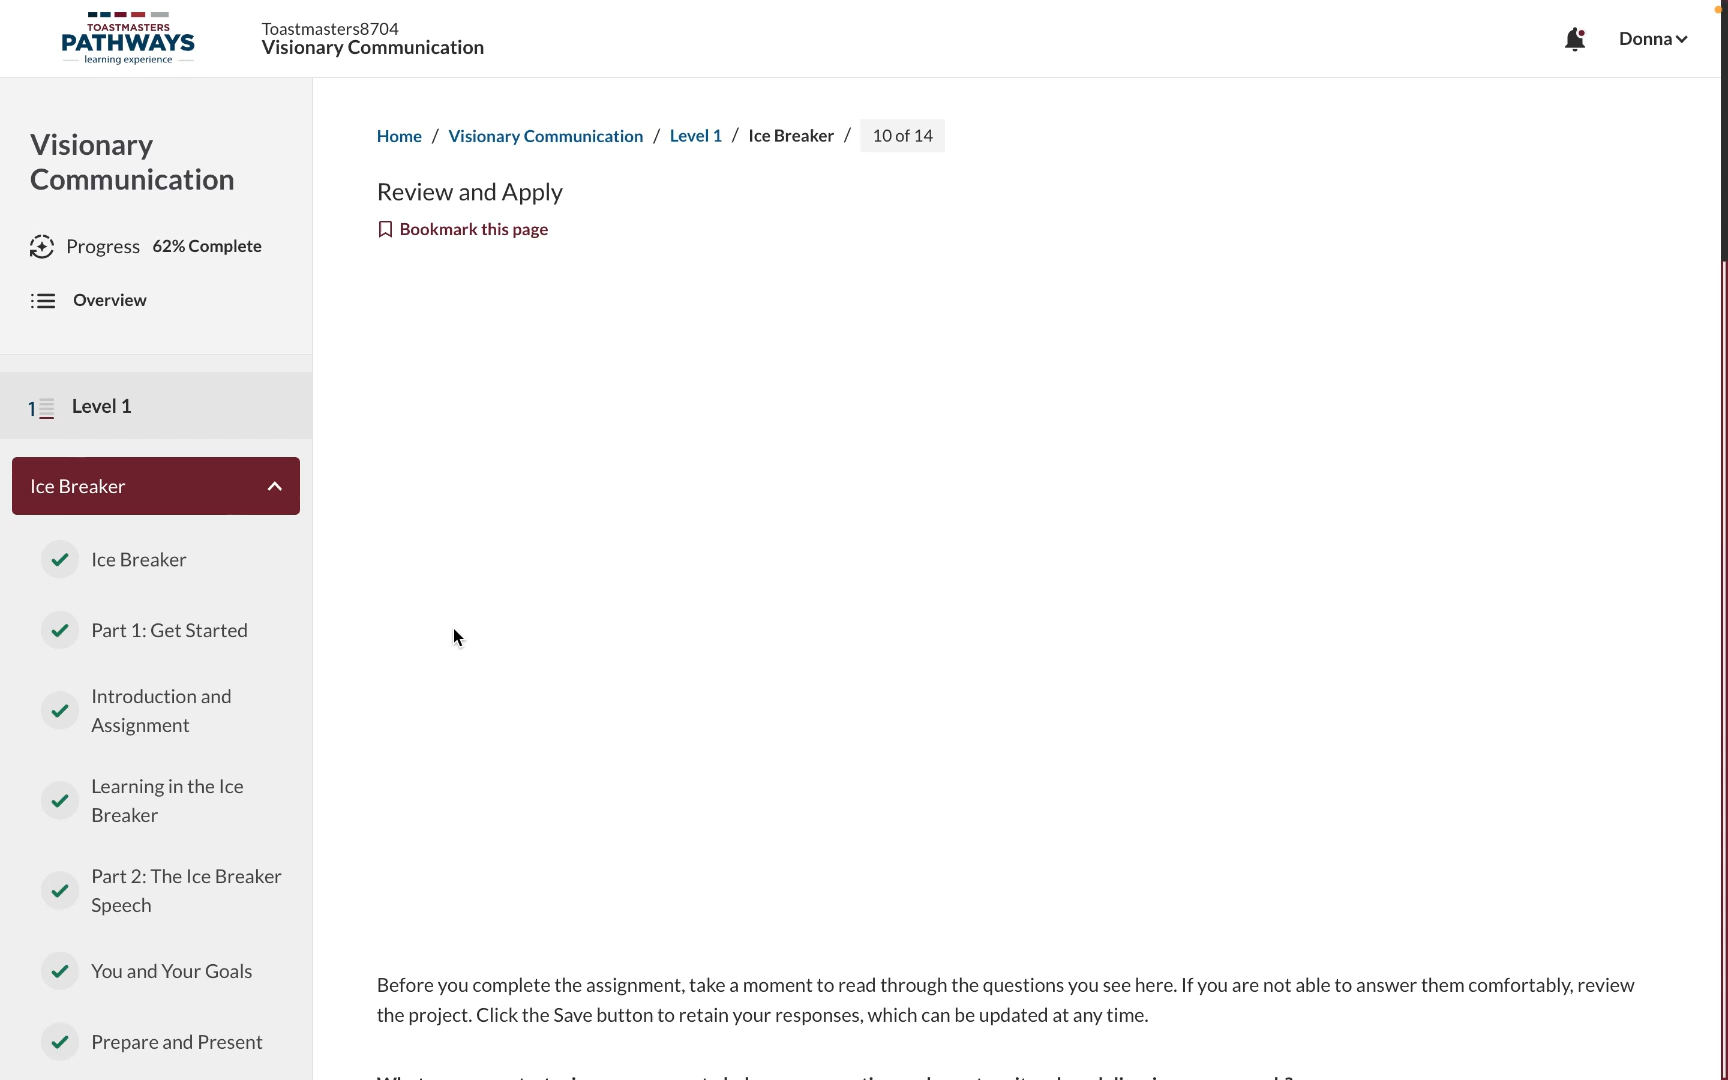 TOASTMASTERS
PATHWAYS
learning experience
Toastmasters8704
Visionary Communication
Donna
Visionary
Communication
Progress 62% Complete
Overview
1 Level 1
Ice Breaker
Ice Breaker
Part 1: Get Started
Introduction and
Assignment
Learning in the Ice
Breaker
Part 2: The Ice Breaker
Speech
You and Your Goals
Prepare and Present
Home / Visionary Communication / Level 1 / Ice Breaker / 10 of 14
Review and Apply
Bookmark this page
Before you complete the assignment, take a moment to read through the questions you see here. If you are not able to answer them comfortably, review
the project. Click the Save button to retain your responses, which can be updated at any time.